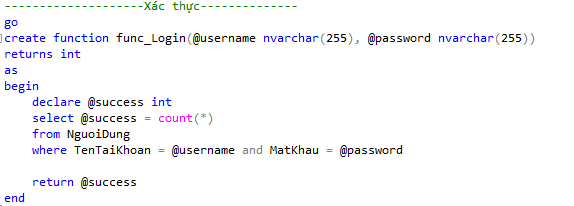 --------------------Xác thực--------------
go
create function func_Login(@username nvarchar(255), @password nvarchar(255))
returns int
as
begin
    declare @success int
    select @success = count(*)
    from NguoiDung
    where TenTaiKhoan = @username and MatKhau = @password

    return @success
end